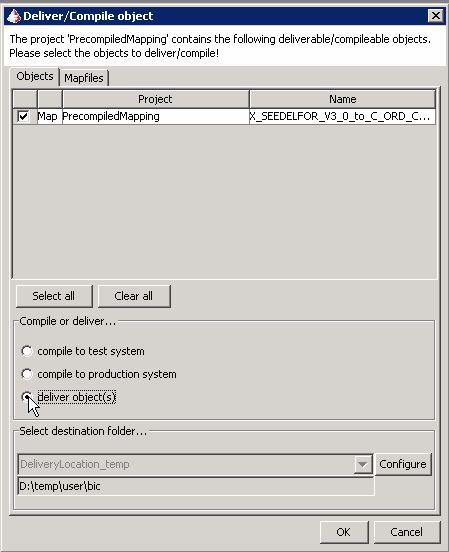 Deliver/Compile object
The project 'PrecompiledMapping' contains the following deliverable/compileable objects.
Please select the objects to deliver/compile!
Objects Mapfiles
Project Name
Map PrecompiledMapping X_SEEDELFOR_V3_0_to_C_ORD_C...
Select all Clear all
Compile or deliver...
compile to test system
compile to production system
deliver object(s)
Select destination folder...
DeliveryLocation_temp Configure
D:\temp\user\bic
OK Cancel